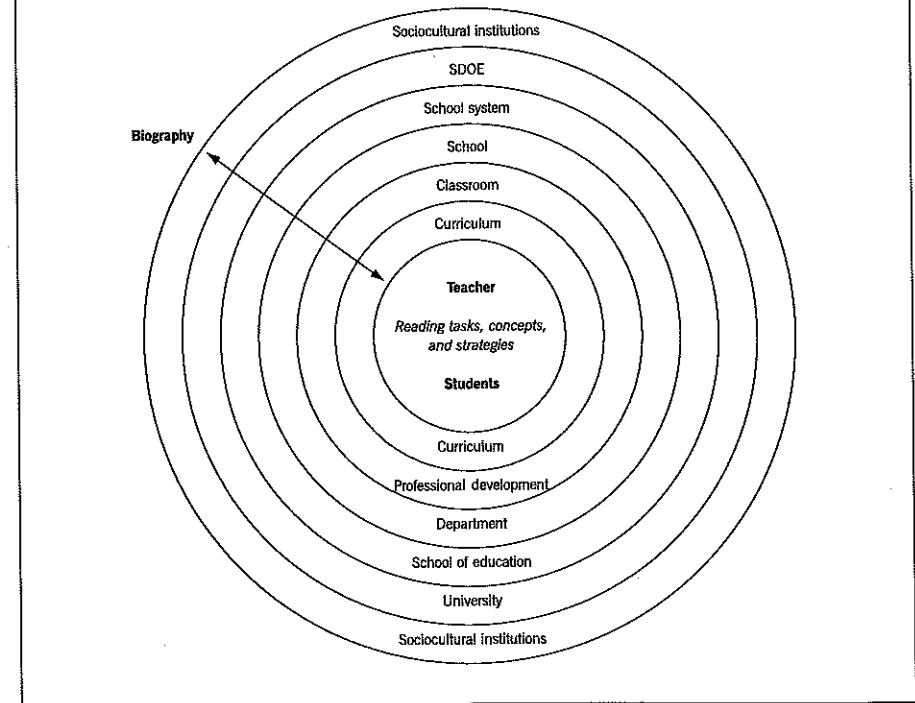 Sociocultural institutions
SDOE
School system
Biography
School
Classroom
Curriculum
Teacher
Reading tasks, concepts,
and strategies
Students
Curriculum
Professional development
Department
School of education
University
Sociocultural institutions